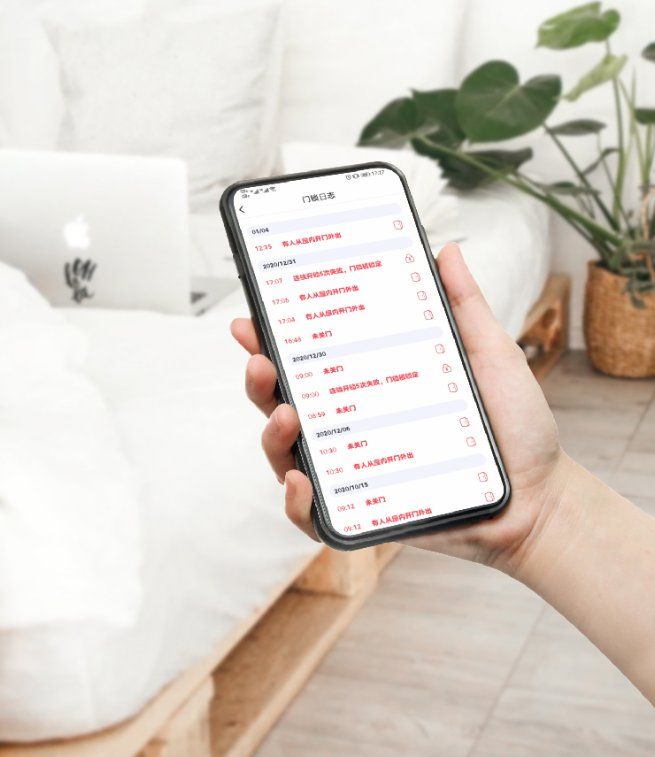 17:27
门锁日志
01/04
12:35 有人从屋内开门外出
2020/12/31
17:07 连续开锁5次失败，门锁被锁定
17:06 有人从屋内开门外出
17:04 有人从屋内开门外出
16:48 未关门
2020/12/30
09:00 未关门
09:00 连续开锁5次失败，门锁被锁定
08:59 未关门
2020/12/06
10:30 未关门
10:30 有人从屋内开门外出
2020/10/15
09:12 未关门
09:12 有人从屋内开门外出